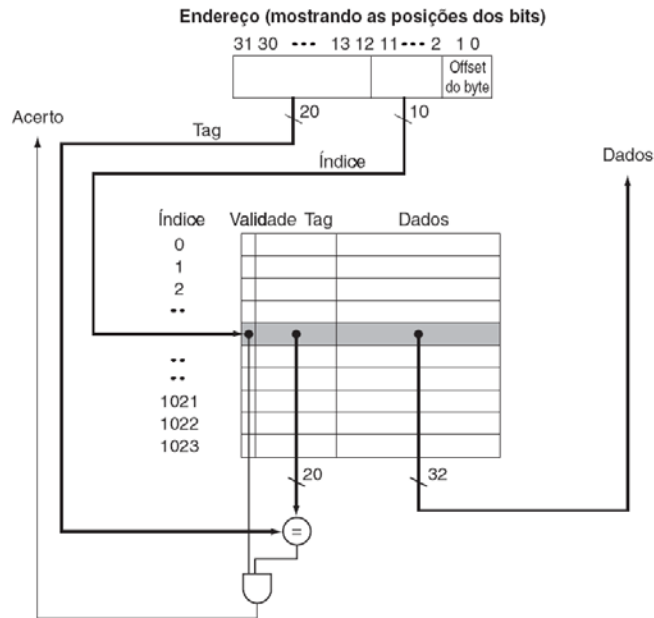 Endereço (mostrando as posições dos bits)
31 30 ••• 13 12 11 ••• 2 1 0
Offset
do byte
Acerto
20
10
Tag
Dados
Índice
Índice Validade Tag Dados
0
1
2
••
••
••
1021
1022
1023
20
32
=